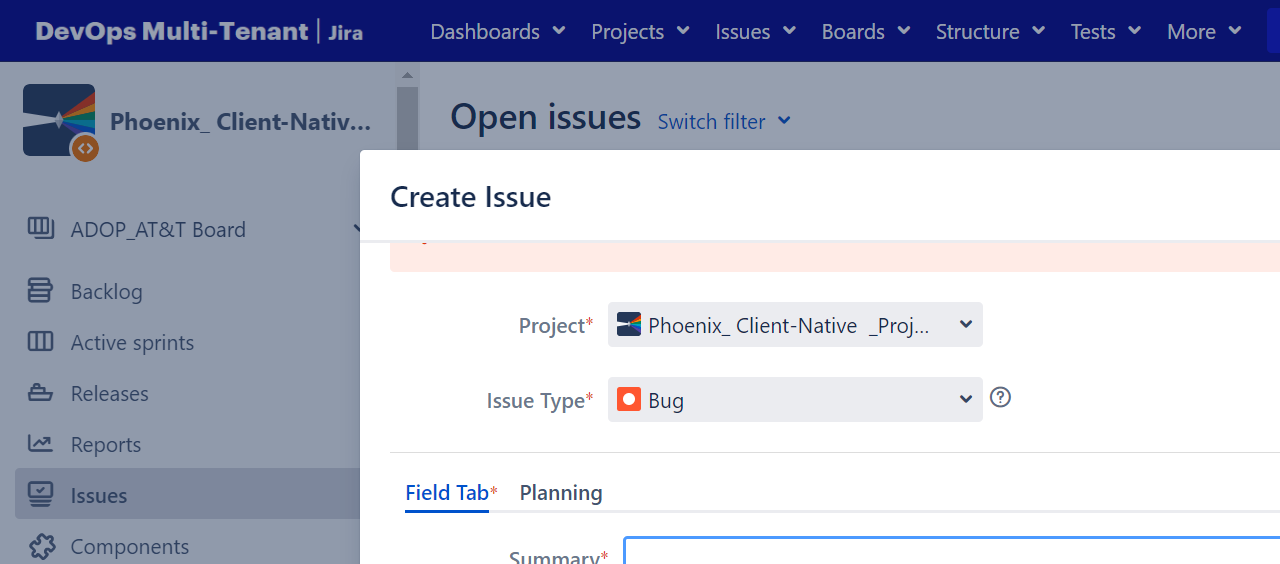 DevOps Multi-Tenant | Jira
Dashboards Projects Issues Boards Structure Tests More
Phoenix_ Client-Nativ...
Open issues Switch filter
Create Issue
ADOP_AT&T Board
Backlog
Active sprints
Releases
Reports
Issues
Components
Project* Phoenix_ Client-Native _Proj...
Issue Type* Bug
Field Tab* Planning
Summary*